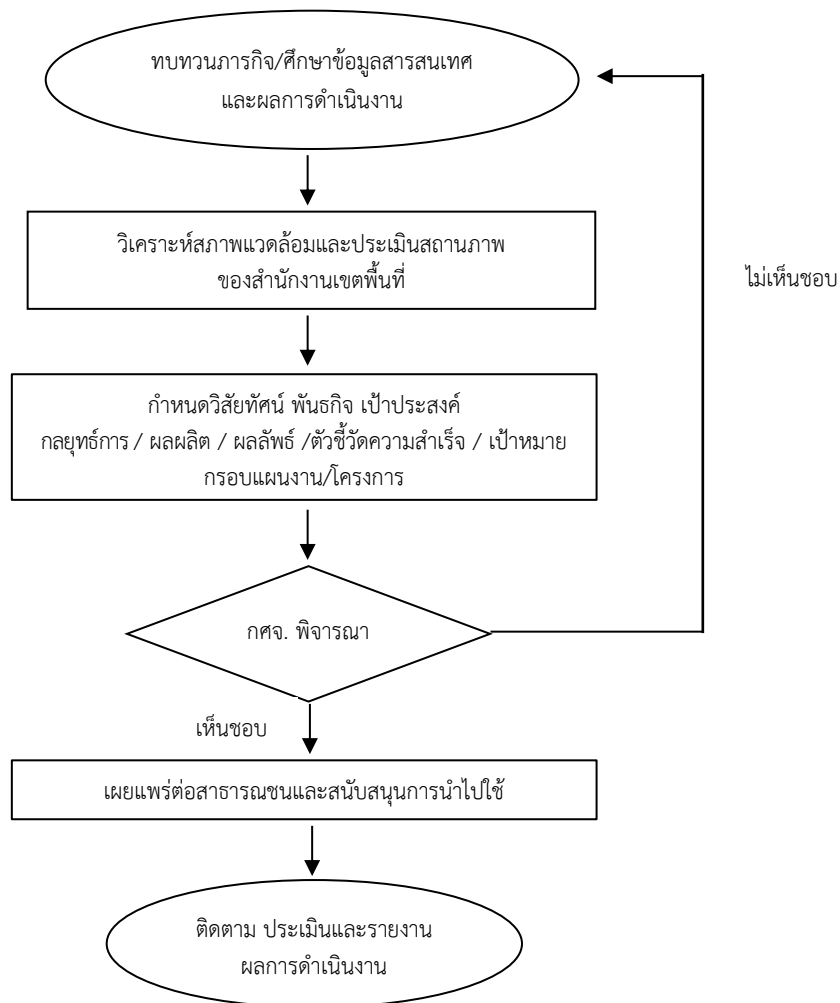 ทบทวนภารกิจ/ศึกษาข้อมูลสารสนเทศ
และผลการดำเนินงาน
วิเคราะห์สภาพแวดล้อมและประเมินสถานภาพ
ของสำนักงานเขตพื้นที่
ไม่เห็นชอบ
กำหนดวิสัยทัศน์ พันธกิจ เป้าประสงค์
กลยุทธ์การ / ผลผลิต / ผลลัพธ์ /ตัวชี้วัดความสำเร็จ / เป้าหมาย
กรอบแผนงาน/โครงการ
กศจ. พิจารณา
เห็นชอบ
เผยแพร่ต่อสาธารณชนและสนับสนุนการนำไปใช้
ติดตาม ประเมินและรายงาน
ผลการดำเนินงาน